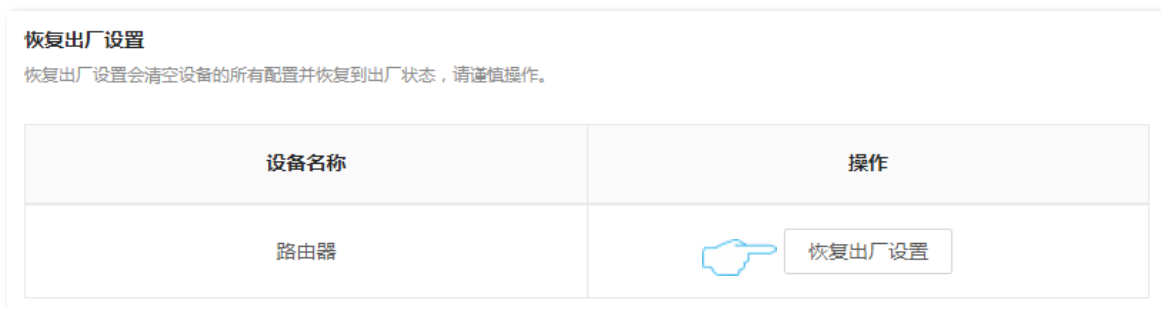 恢复出厂设置
恢复出厂设置会清空设备的所有配置并恢复到出厂状态，请谨慎操作。
设备名称 操作
路由器 恢复出厂设置